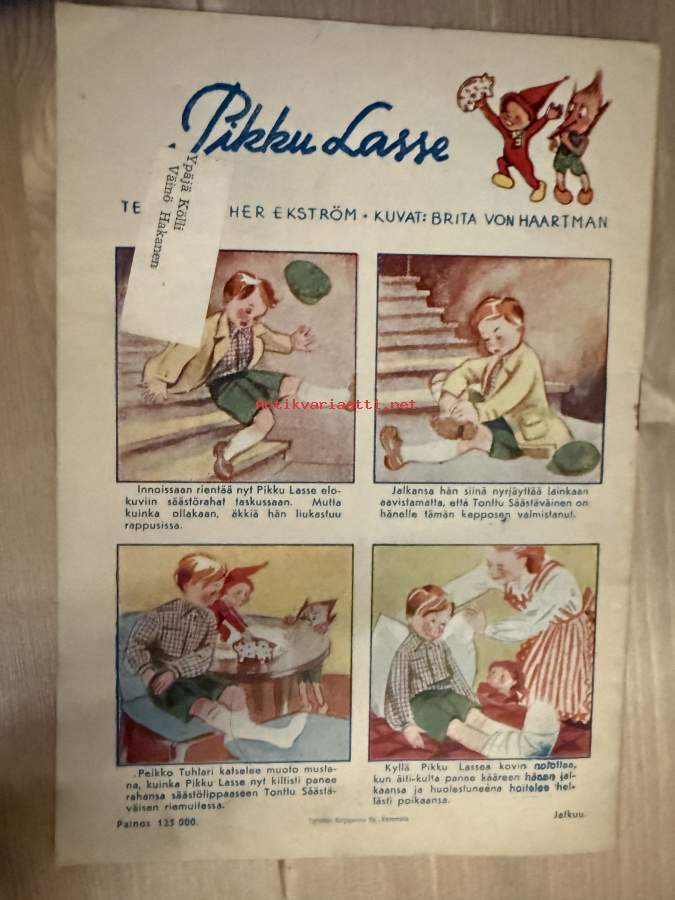 Pikku Lasse
Ypäjä Kölli
Väinö Hakanen
TE HER EKSTRÖM • KUVAT: BRITA VON HAARTMAN
Antikvariaatti.net
Innoissaan rientää nyt Pikku Lasse elo-
kuviin säästörahat taskussaan. Mutta
kuinka ollakaan, äkkiä hän liukastuu
rappusissa.
Jalkansa hän siinä nyrjäyttää lainkaan
aavistamatta, että Tonttu Säästäväinen on
hänelle tämän kepposen valmistanut.
Peikko Tuhlari katselee muoto musta-
na, kuinka Pikku Lasse nyt kiltisti panee
rahansa säästölippaaseen Tonttu Säästä-
väisen riemuitessa.
Kyllä Pikku Lassea kovin nolottaa,
kun äiti-kulta panee kääreen hänen jal-
kaansa ja huolestuneena hoitelee hel-
lästi poikaansa.
Painos 125 000.
Kirjapaino Oy., Tammela
Jatkuu.